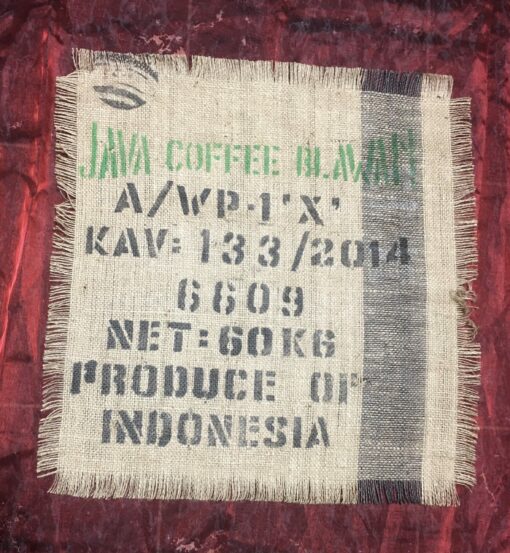 JAVA COFFEE BLAWAN
A/WP-1'X'
KAV: 133/2014
6609
NET: 60KG
PRODUCE OF
INDONESIA